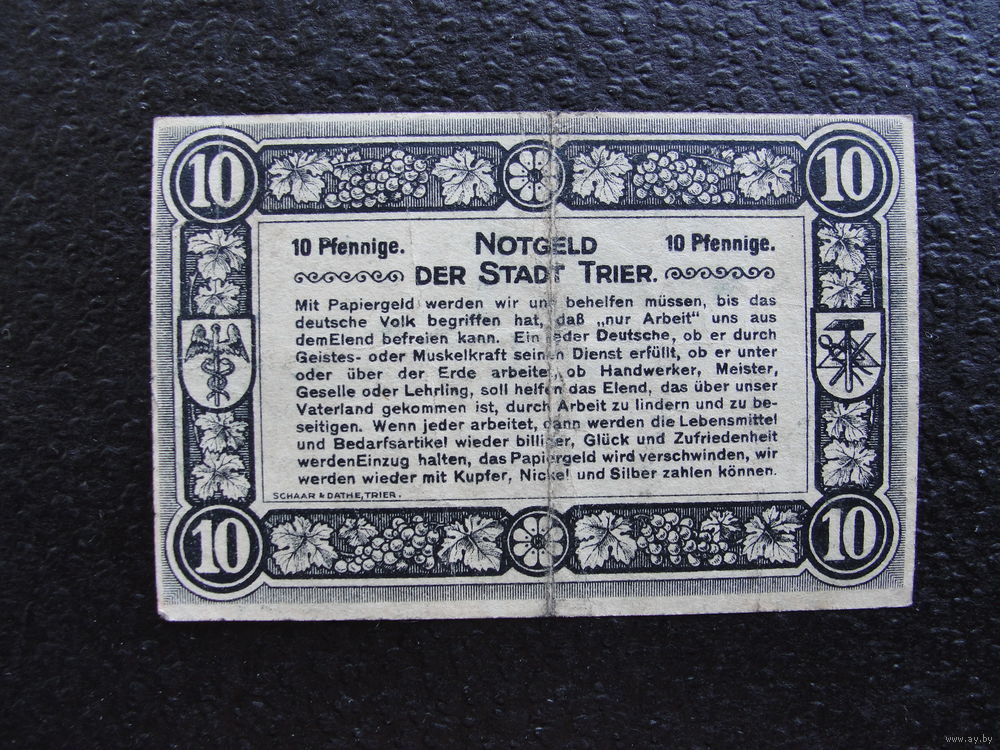 10 10
10 Pfennige. NOTGELD 10 Pfennige.
DER STADT TRIER.
Mit Papiergeld werden wir uns behelfen müssen, bis das
deutsche Volk begriffen hat, daß „nur Arbeit" uns aus
demElend befreien kann. Ein jeder Deutsche, ob er durch
Geistes- oder Muskelkraft seinen Dienst erfüllt, ob er unter
oder über der Erde arbeitet, ob Handwerker, Meister,
Geselle oder Lehrling, soll helfen das Elend, das über unser
Vaterland gekommen ist, durch Arbeit zu lindern und zu be-
seitigen. Wenn jeder arbeitet, dann werden die Lebensmittel
und Bedarfsartikel wieder billiger, Glück und Zufriedenheit
werdenEinzug halten, das Papiergeld wird verschwinden, wir
werden wieder mit Kupfer, Nickel und Silber zahlen können.
SCHAAR & DATHE, TRIER.
10 10
www.ay.by